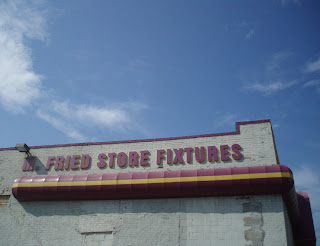 M. FRIED STORE FIXTURES